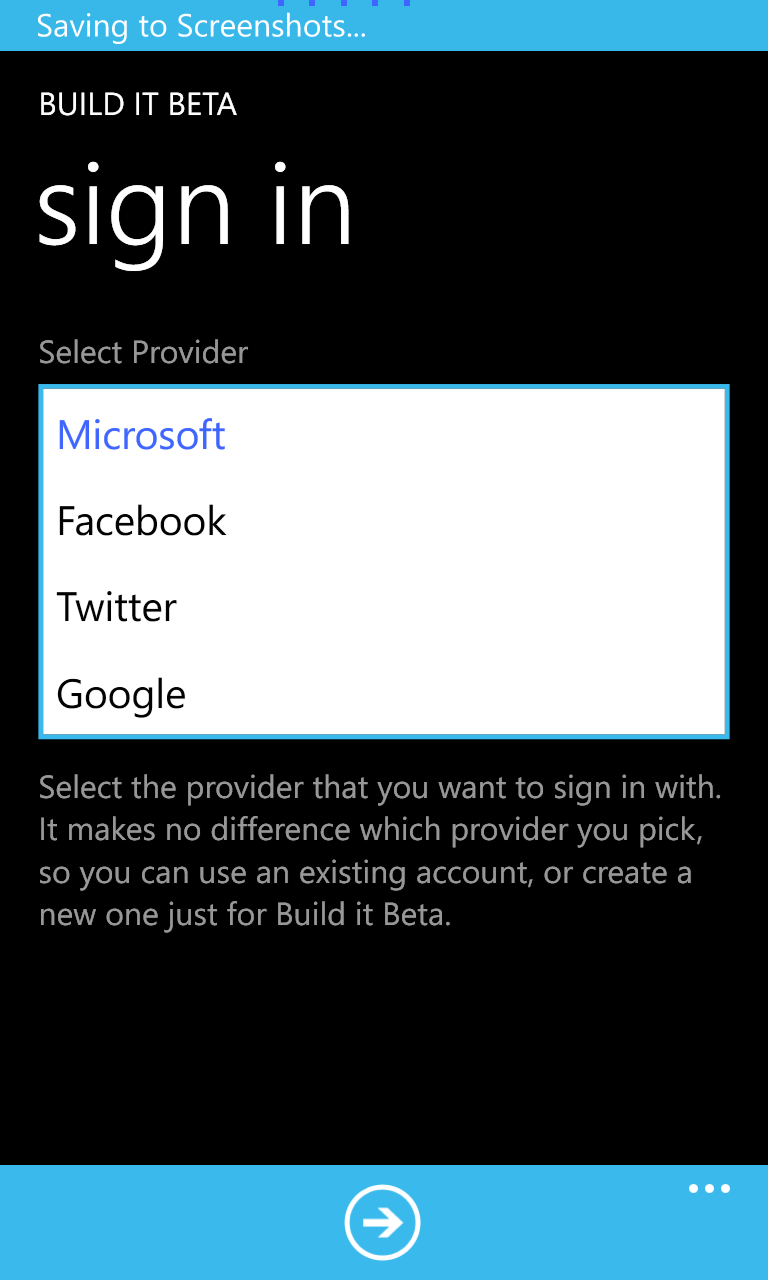 Saving to Screenshots...
BUILD IT BETA
sign in
Select Provider
Microsoft
Facebook
Twitter
Google
Select the provider that you want to sign in with.
It makes no difference which provider you pick,
so you can use an existing account, or create a
new one just for Build it Beta.